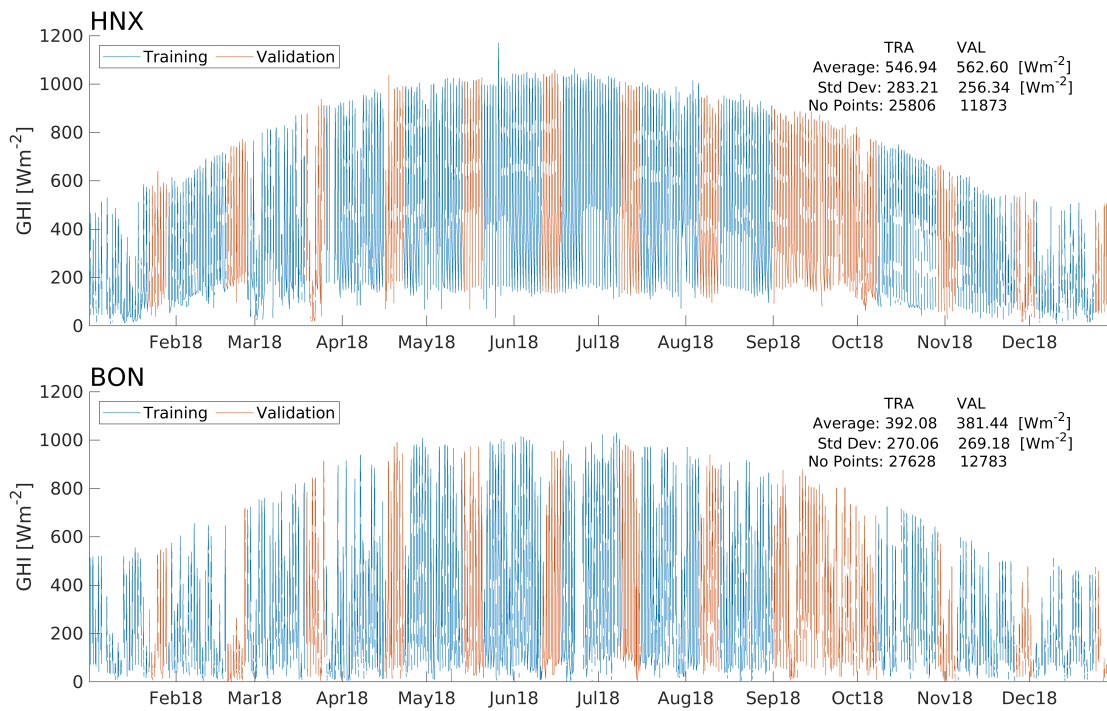 HNX
1200
1000
800
600
400
200
0
GHI [Wm-2]
Training Validation
TRA VAL
Average: 546.94 562.60 [Wm-2]
Std Dev: 283.21 256.34 [Wm-2]
No Points: 25806 11873
Feb18 Mar18 Apr18 May18 Jun18 Jul18 Aug18 Sep18 Oct18 Nov18 Dec18
BON
1200
1000
800
600
400
200
0
GHI [Wm-2]
Training Validation
TRA VAL
Average: 392.08 381.44 [Wm-2]
Std Dev: 270.06 269.18 [Wm-2]
No Points: 27628 12783
Feb18 Mar18 Apr18 May18 Jun18 Jul18 Aug18 Sep18 Oct18 Nov18 Dec18